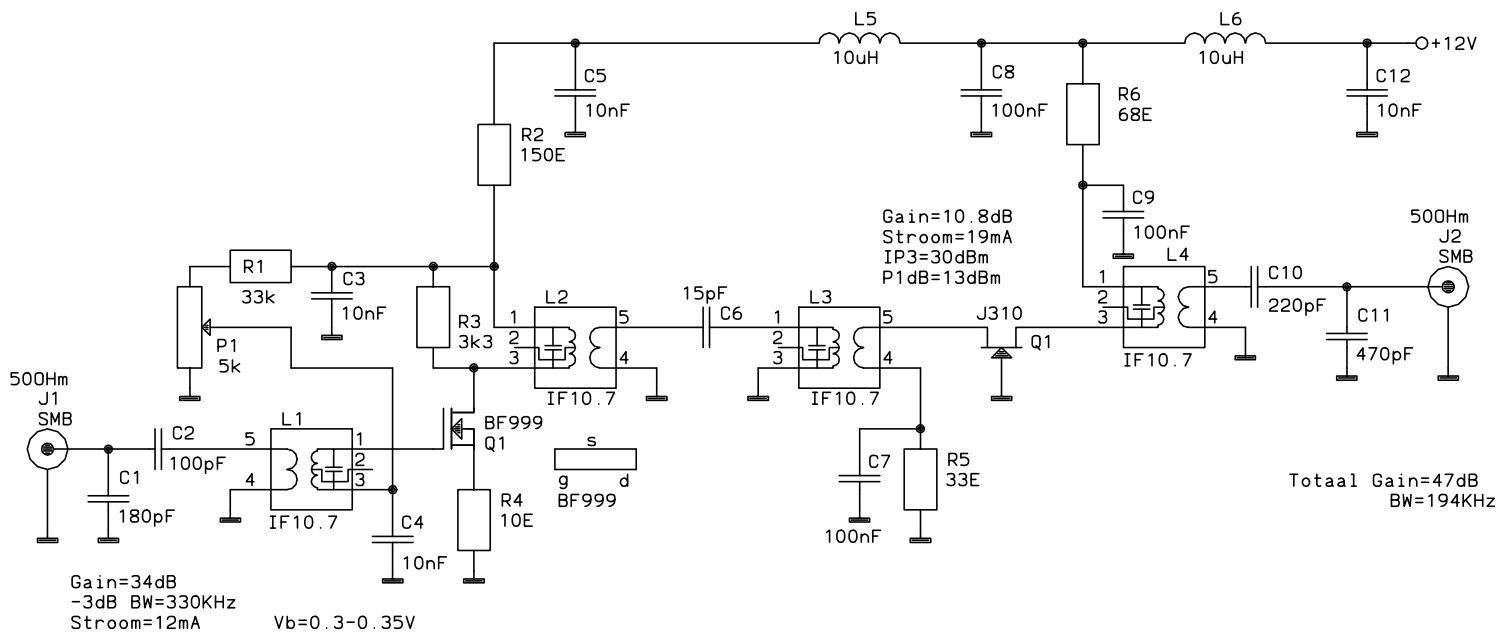 L5
10uH
L6
10uH
+12V
C5
10nF
C8
100nF
C12
10nF
R6
68E
R2
150E
C9
100nF
Gain=10.8dB
Stroom=19mA
IP3=30dBm
P1dB=13dBm
500Hm
J2
SMB
R1
33k
C3
10nF
L4
1
2
3
5
4
IF10.7
C10
220pF
C11
470pF
R3
3k3
L2
1
2
3
5
4
IF10.7
15pF
C6
L3
1
2
3
5
4
IF10.7
J310
Q1
P1
5k
500Hm
J1
SMB
C2
100pF
C1
180pF
L1
5
4
1
2
3
IF10.7
BF999
Q1
s
g
d
BF999
R4
10E
C4
10nF
C7
100nF
R5
33E
Totaal Gain=47dB
BW=194KHz
Gain=34dB
-3dB BW=330KHz
Stroom=12mA
Vb=0.3-0.35V